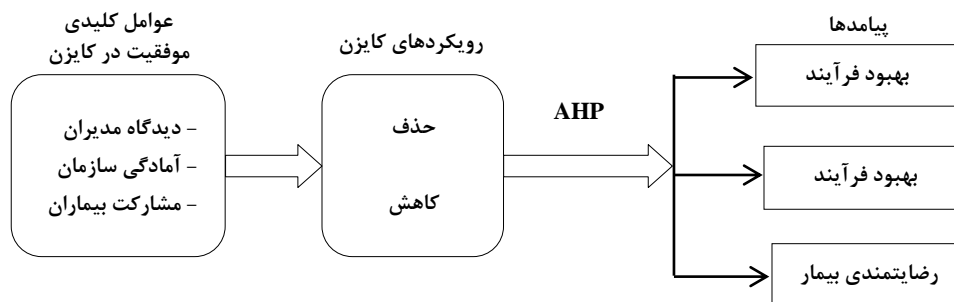 عوامل کلیدی
موفقیت در کایزن
- دیدگاه مدیران
- آمادگی سازمان
- مشارکت بیماران
رویکردهای کایزن
حذف
کاهش
AHP
پیامدها
بهبود فرآیند
بهبود فرآیند
رضایتمندی بیمار